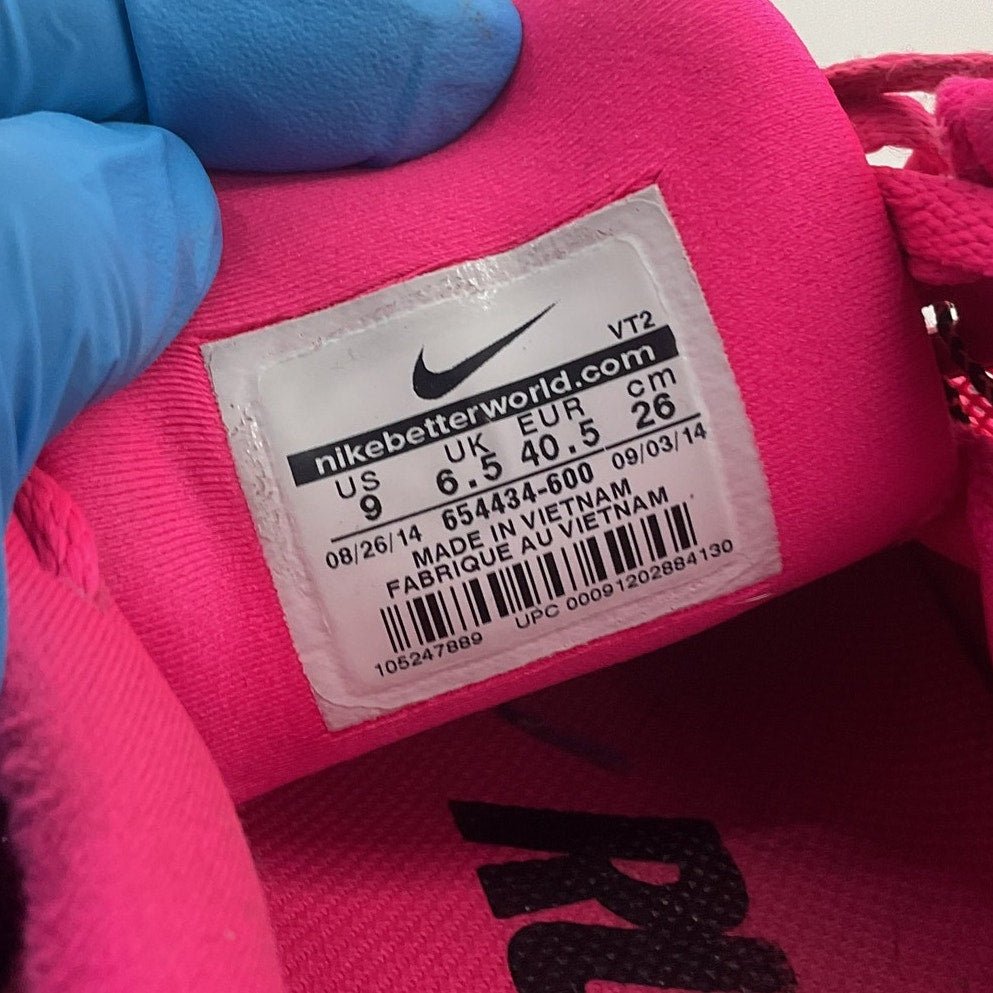 VT2
nikebetterworld.com
US UK EUR cm
9 6.5 40.5 26
08/26/14 654434-600 09/03/14
MADE IN VIETNAM
FABRIQUE AU VIETNAM
105247889 UPC 00091202884130